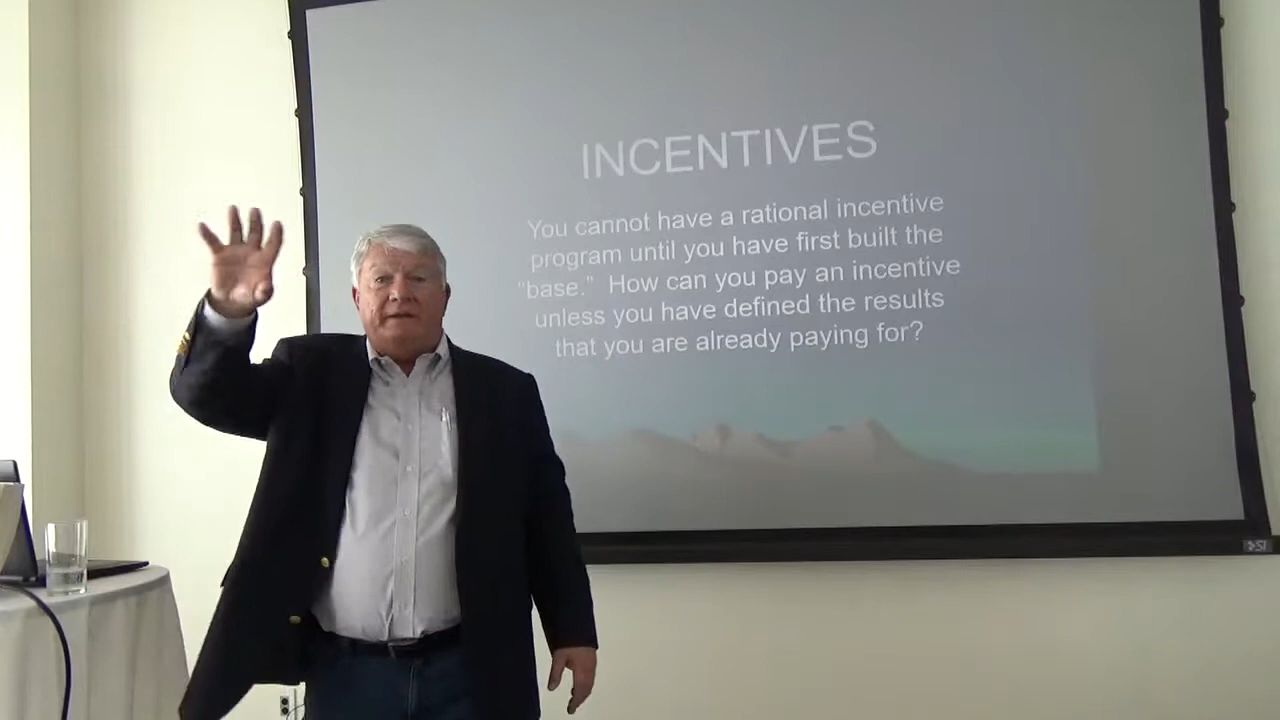 INCENTIVES
You cannot have a rational incentive
program until you have first built the
"base." How can you pay an incentive
unless you have defined the results
that you are already paying for?